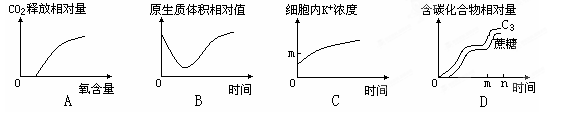 CO2释放相对量
0
氧含量
A
原生质体积相对值
0
时间
B
细胞内K+浓度
m
0
时间
C
含碳化合物相对量
C3
蔗糖
0
m n 时间
D